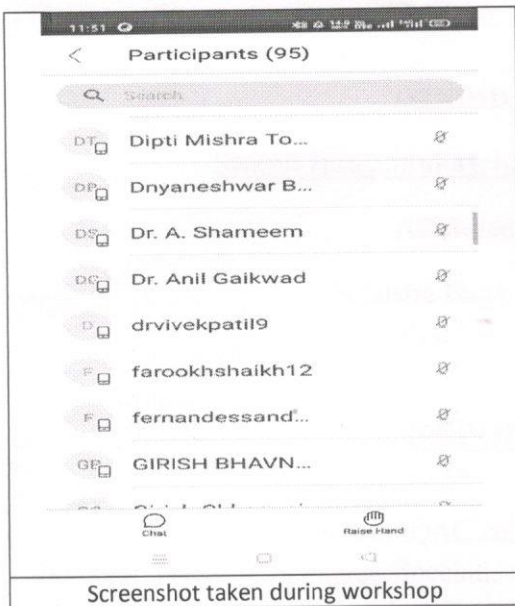 11:51
Participants (95)
Search
DT Dipti Mishra To...
DP Dnyaneshwar B...
DS Dr. A. Shameem
DG Dr. Anil Gaikwad
D drvivekpatil9
F farookhshaikh12
F fernandessand...
GB GIRISH BHAVN...
Chat
Raise Hand
Screenshot taken during workshop